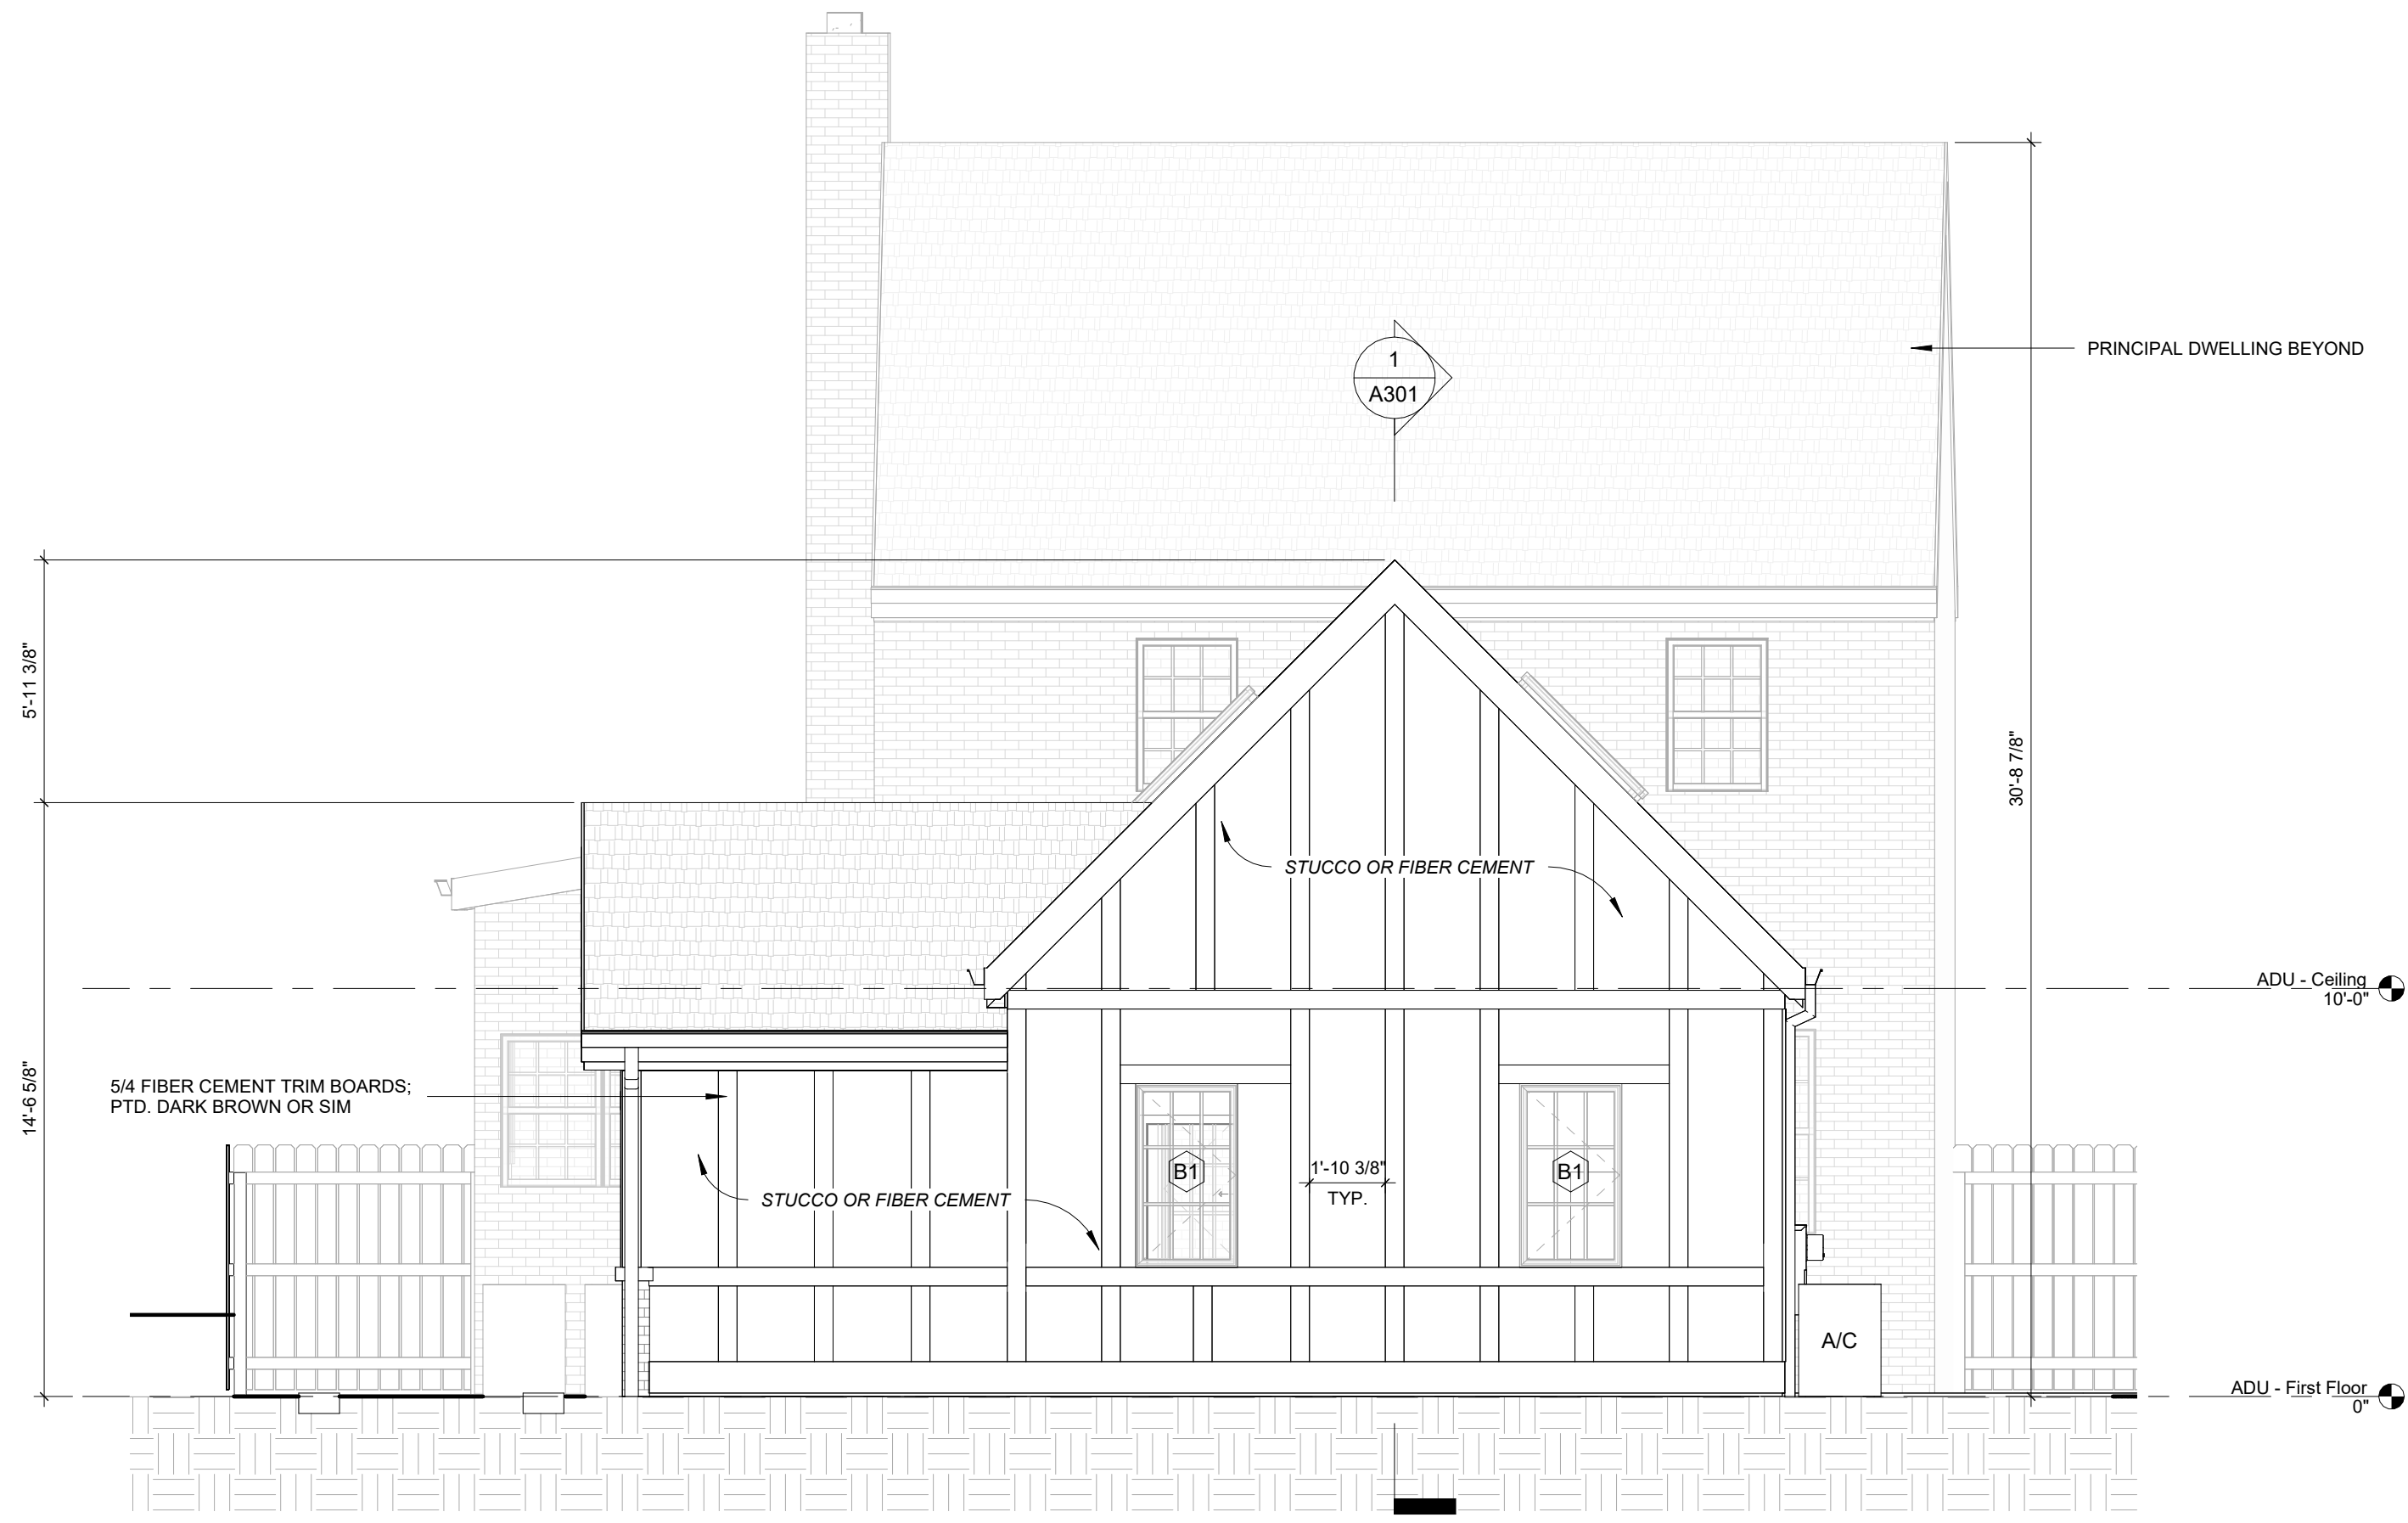 1
A301
PRINCIPAL DWELLING BEYOND
5'-11 3/8"
30'-8 7/8"
STUCCO OR FIBER CEMENT
ADU - Ceiling
10'-0"
14'-6 5/8"
5/4 FIBER CEMENT TRIM BOARDS;
PTD. DARK BROWN OR SIM
B1
1'-10 3/8"
TYP.
B1
STUCCO OR FIBER CEMENT
A/C
ADU - First Floor
0"